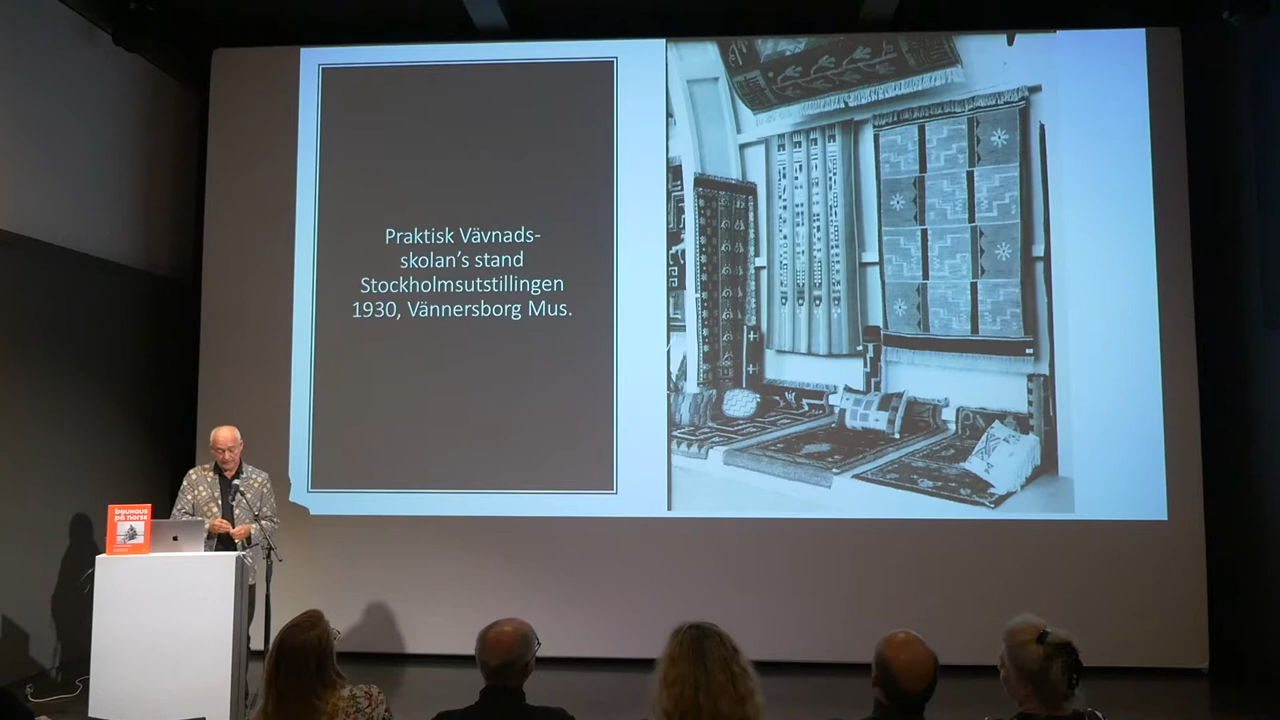 Praktisk Vävnads-
skolan's stand
Stockholmsutstillingen
1930, Vännersborg Mus.
bauhaus
på norsk